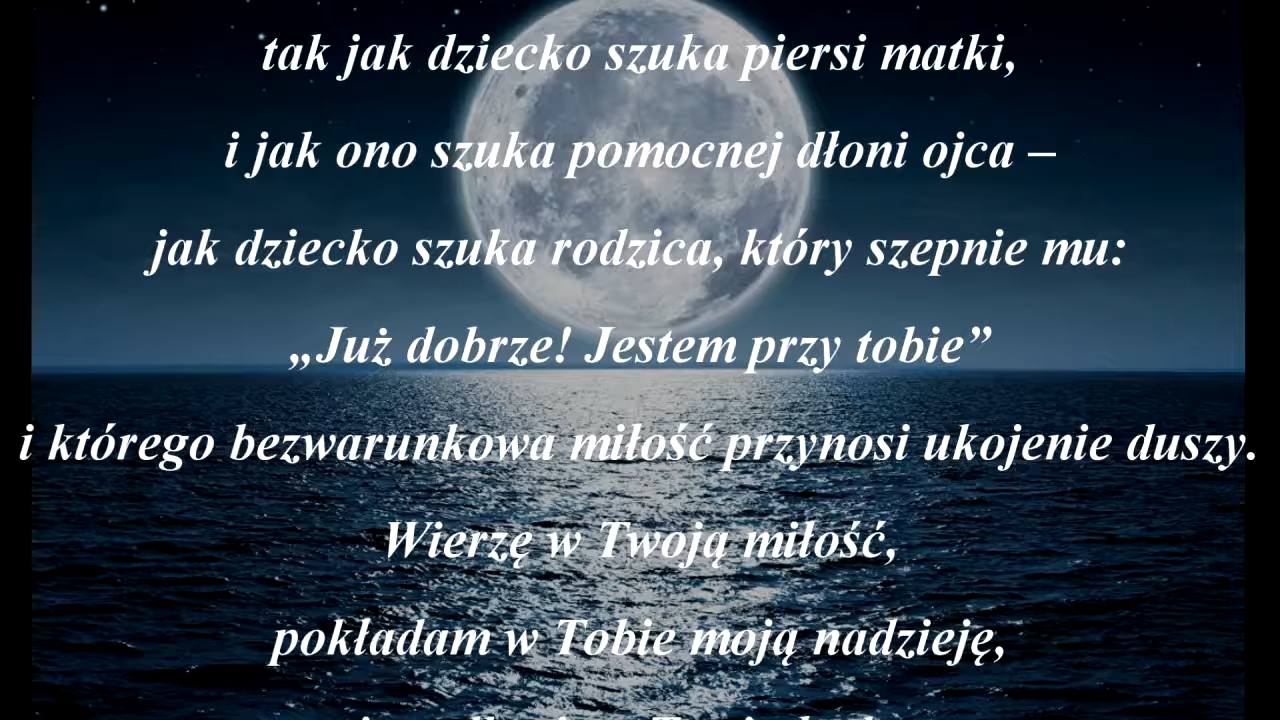 tak jak dziecko szuka piersi matki,
i jak ono szuka pomocnej dłoni ojca –
jak dziecko szuka rodzica, który szepnie mu:
„Już dobrze! Jestem przy tobie”
i którego bezwarunkowa miłość przynosi ukojenie duszy.
Wierzę w Twoją miłość,
pokładam w Tobie moją nadzieję,